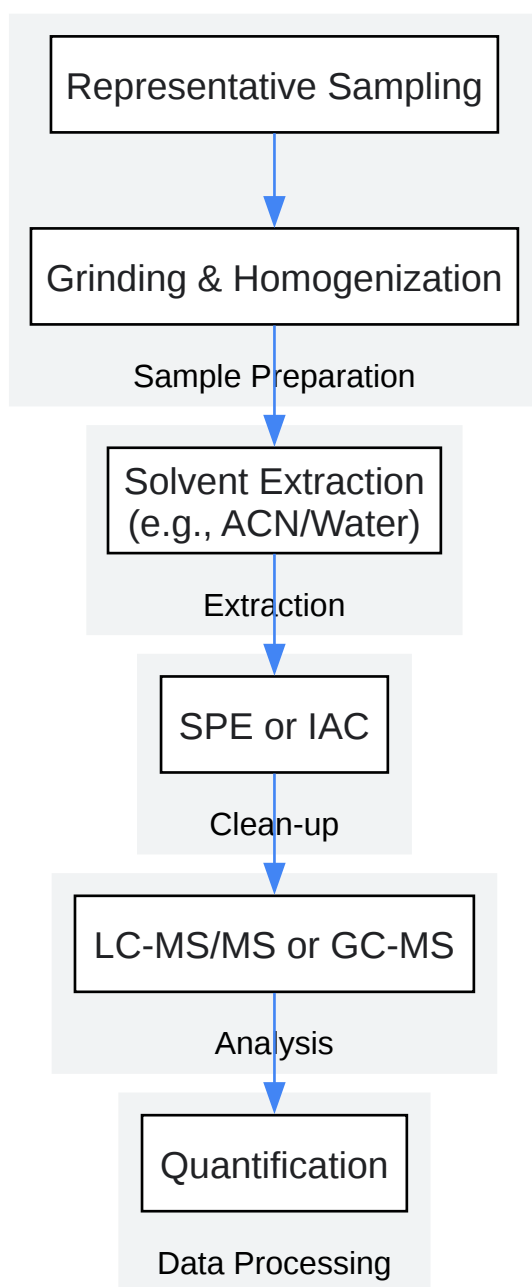 Representative Sampling
Grinding & Homogenization
Sample Preparation
Solvent Extraction
(e.g., ACN/Water)
Extraction
SPE or IAC
Clean-up
LC-MS/MS or GC-MS
Analysis
Quantification
Data Processing